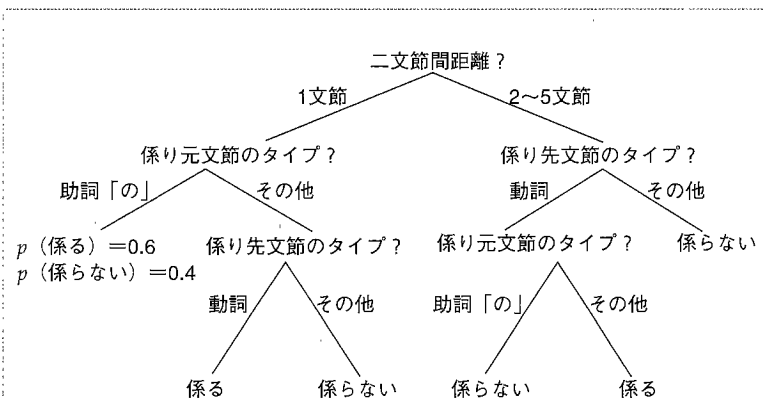 二文節間距離？
1文節 2～5文節
係り元文節のタイプ？ 係り先文節のタイプ？
助詞「の」 その他 動詞 その他
p（係る）＝0.6 係り先文節のタイプ？ 係り元文節のタイプ？ 係らない
p（係らない）＝0.4
動詞 その他 助詞「の」 その他
係る 係らない 係らない 係る